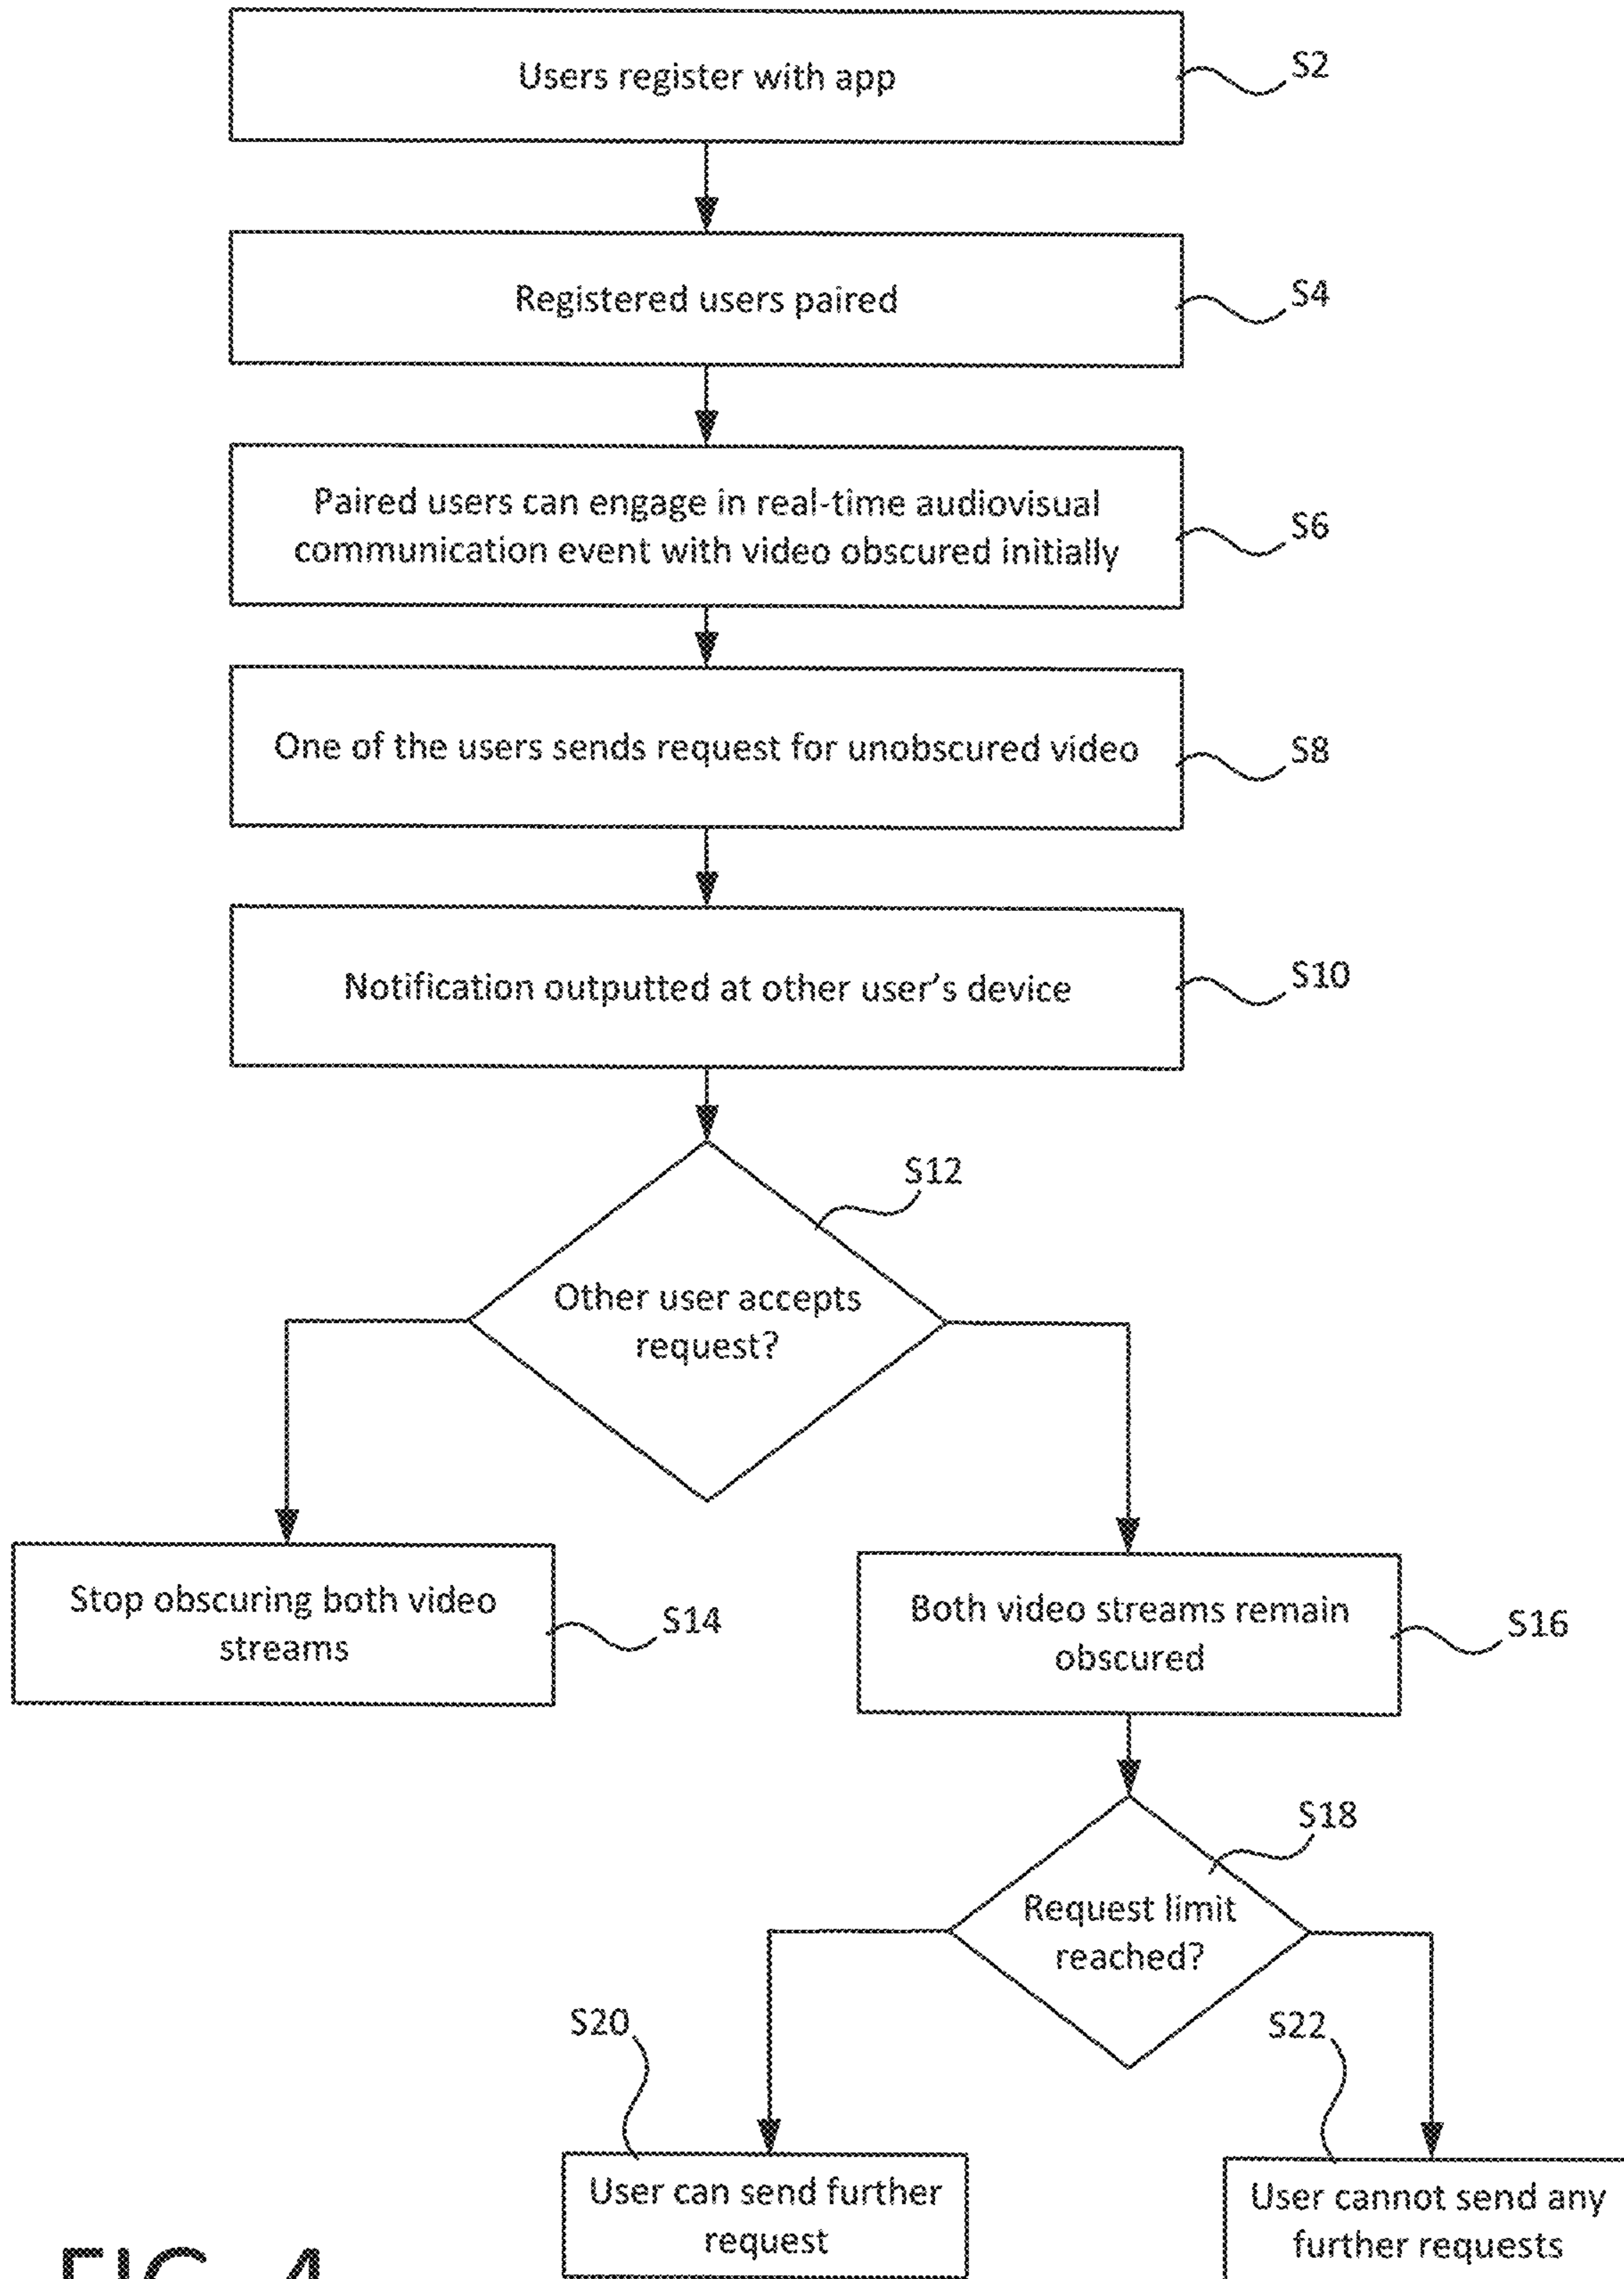 Users register with app
S2
Registered users paired
S4
Paired users can engage in real-time audiovisual
communication event with video obscured initially
S6
One of the users sends request for unobscured video
S8
Notification outputted at other user's device
S10
S12
Other user accepts
request?
Stop obscuring both video
streams
S14
Both video streams remain
obscured
S16
S18
Request limit
reached?
S20
S22
User can send further
request
User cannot send any
further requests
FIG. 4